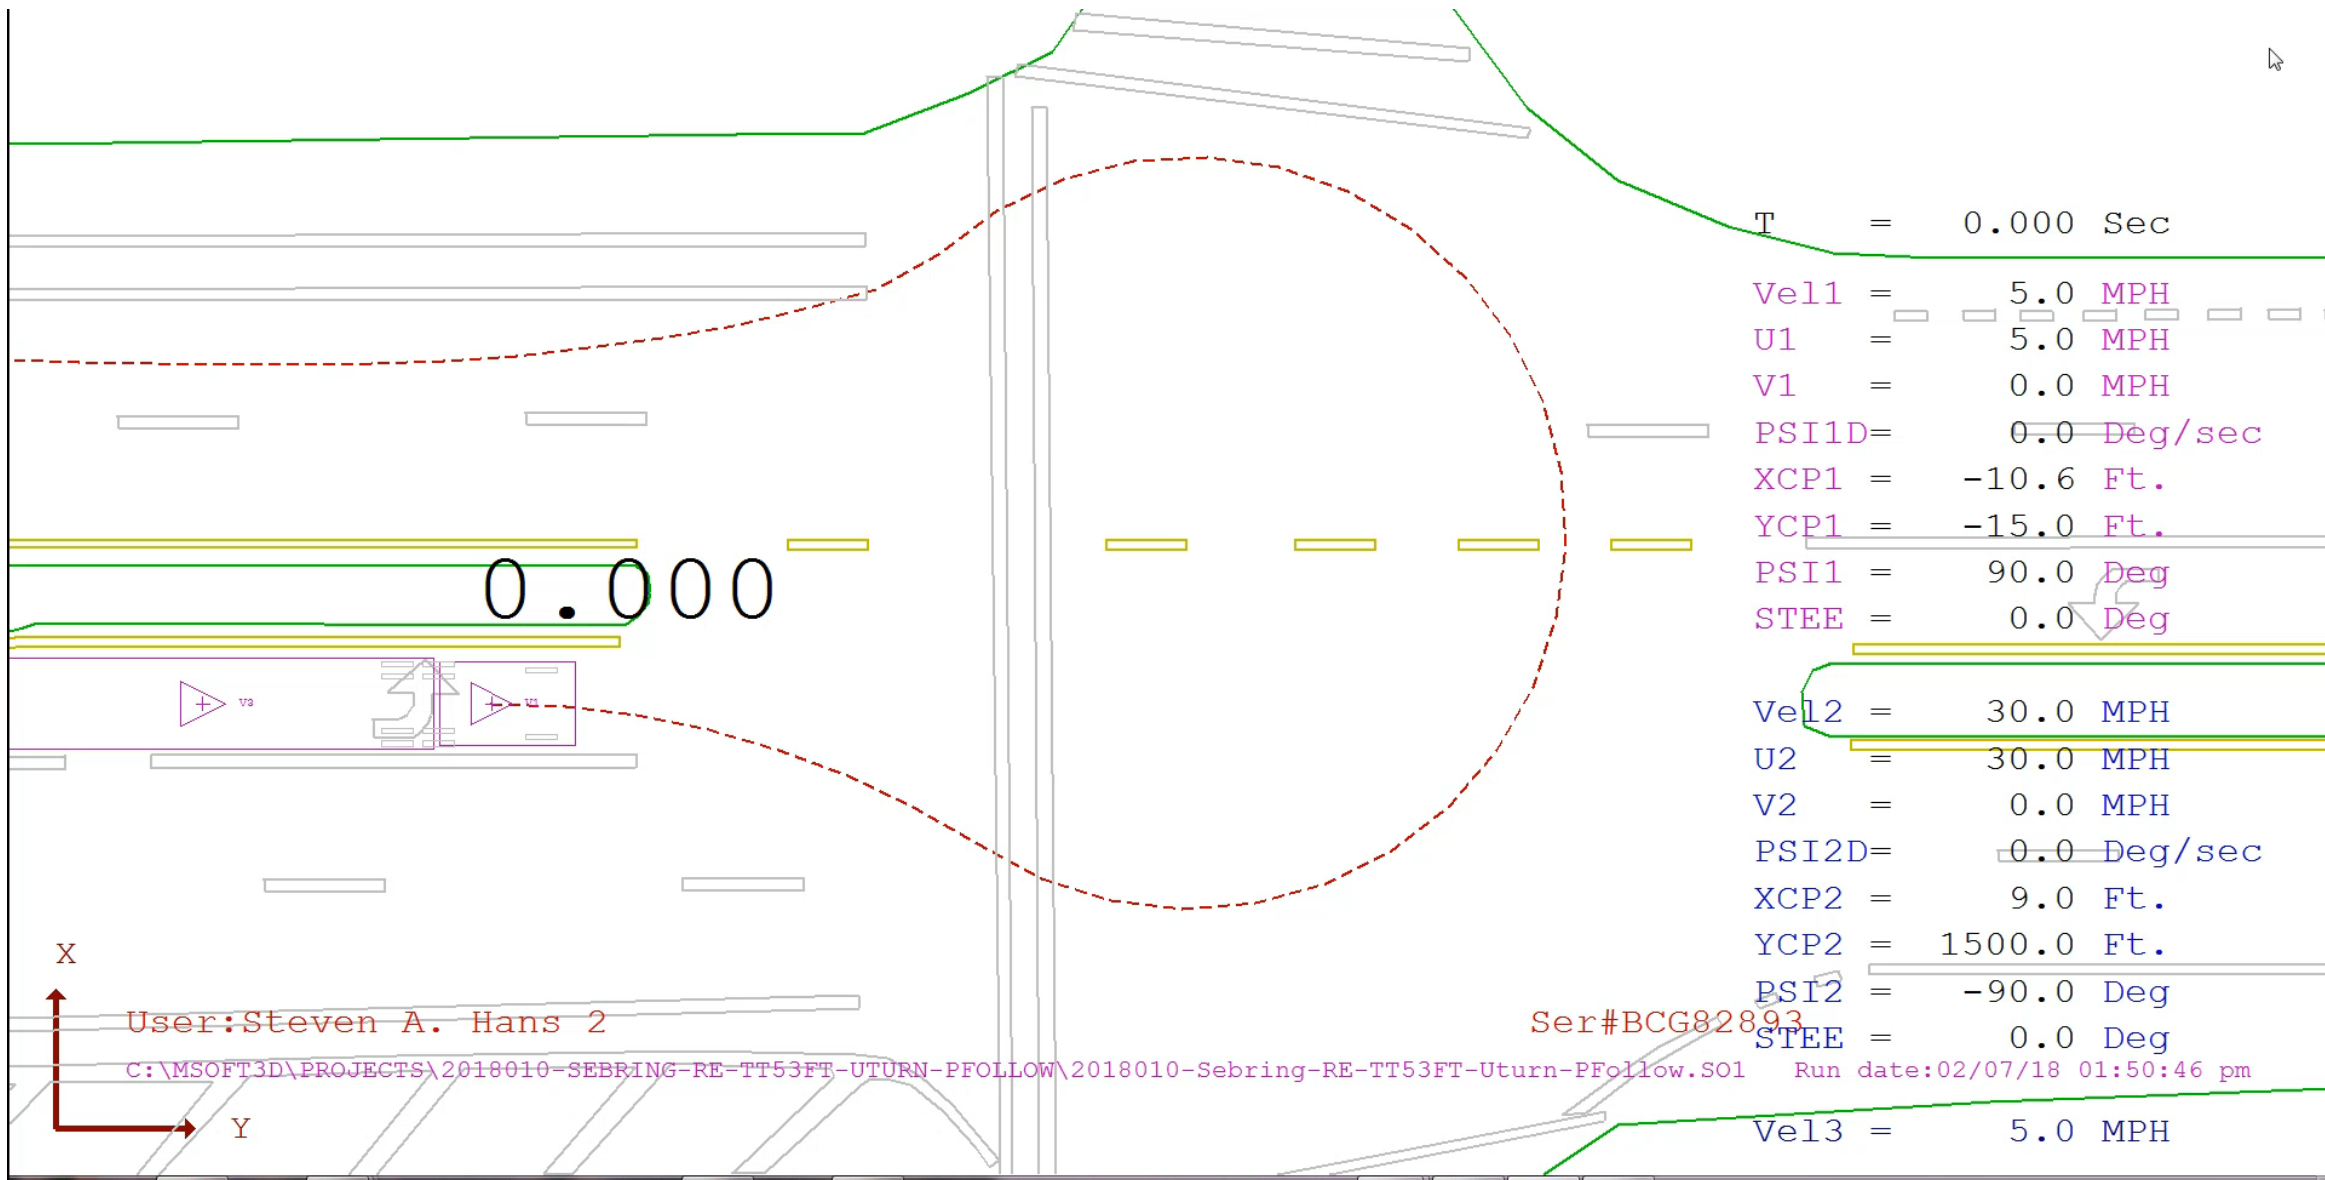 T = 0.000 Sec
Vel1 = 5.0 MPH
U1 = 5.0 MPH
V1 = 0.0 MPH
PSI1D= 0.0 Deg/sec
XCP1 = -10.6 Ft.
YCP1 = -15.0 Ft.
PSI1 = 90.0 Deg
STEE = 0.0 Deg
0.000
V3
V1
Vel2 = 30.0 MPH
U2 = 30.0 MPH
V2 = 0.0 MPH
PSI2D= 0.0 Deg/sec
XCP2 = 9.0 Ft.
YCP2 = 1500.0 Ft.
PSI2 = -90.0 Deg
STEE = 0.0 Deg
X
User:Steven A. Hans 2
Ser#BCG82893
C:\MSOFT3D\PROJECTS\2018010-SEBRING-RE-TT53FT-UTURN-PFOLLOW\2018010-Sebring-RE-TT53FT-Uturn-PFollow.SO1 Run date:02/07/18 01:50:46 pm
Y
Vel3 = 5.0 MPH